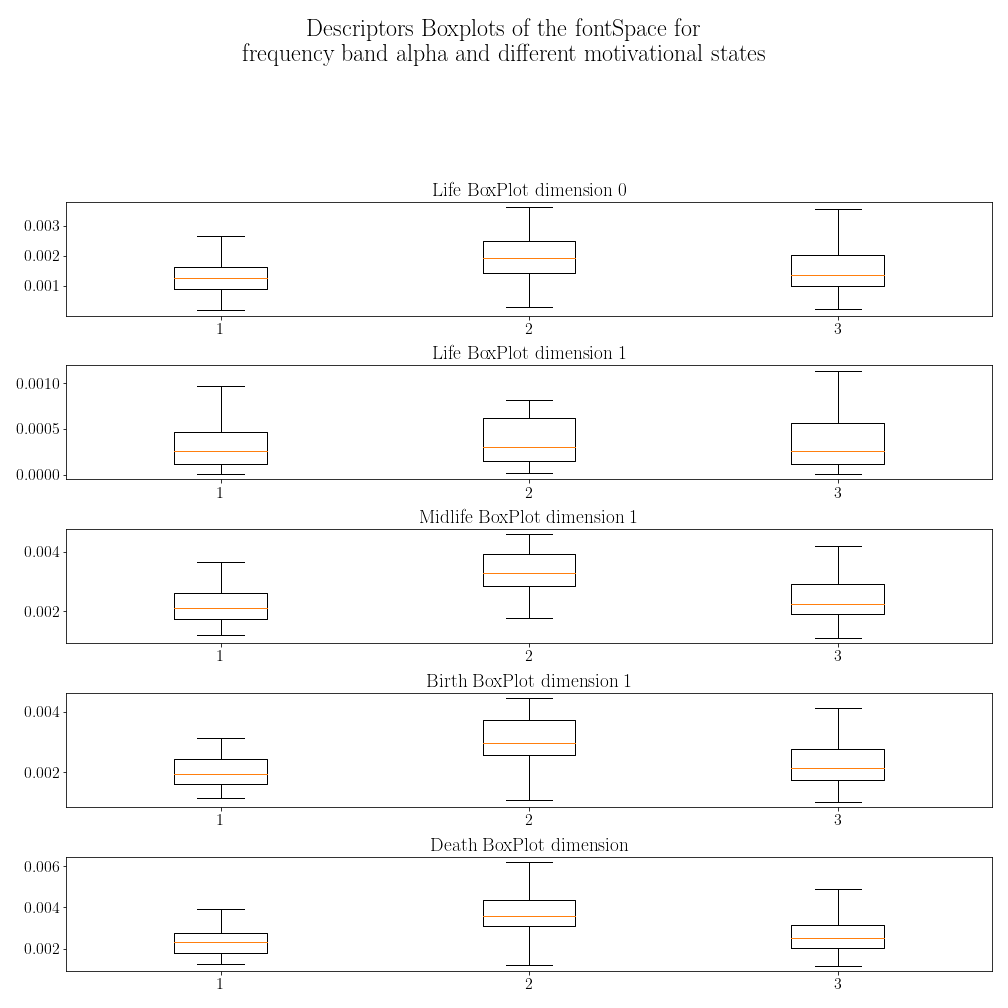 Descriptors Boxplots of the fontSpace for
frequency band alpha and different motivational states
Life BoxPlot dimension 0
0.003
0.002
0.001
1 2 3
Life BoxPlot dimension 1
0.0010
0.0005
0.0000
1 2 3
Midlife BoxPlot dimension 1
0.004
0.002
1 2 3
Birth BoxPlot dimension 1
0.004
0.002
1 2 3
Death BoxPlot dimension
0.006
0.004
0.002
1 2 3